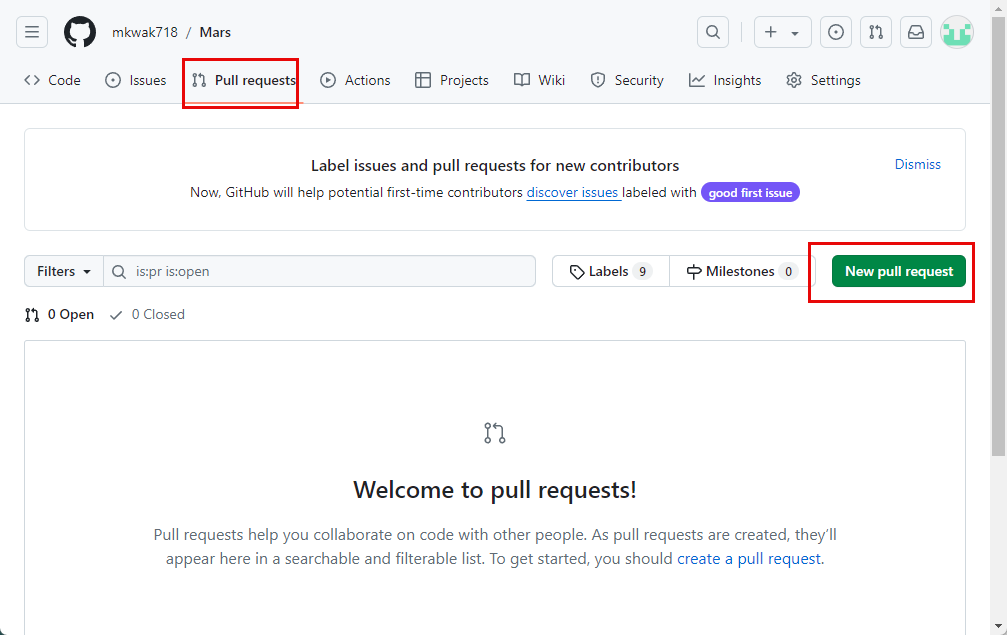 mkwak718 / Mars
Code Issues Pull requests Actions Projects Wiki Security Insights Settings
Label issues and pull requests for new contributors
Dismiss
Now, GitHub will help potential first-time contributors discover issues labeled with good first issue
Filters is:pr is:open Labels 9 Milestones 0 New pull request
0 Open 0 Closed
Welcome to pull requests!
Pull requests help you collaborate on code with other people. As pull requests are created, they’ll
appear here in a searchable and filterable list. To get started, you should create a pull request.